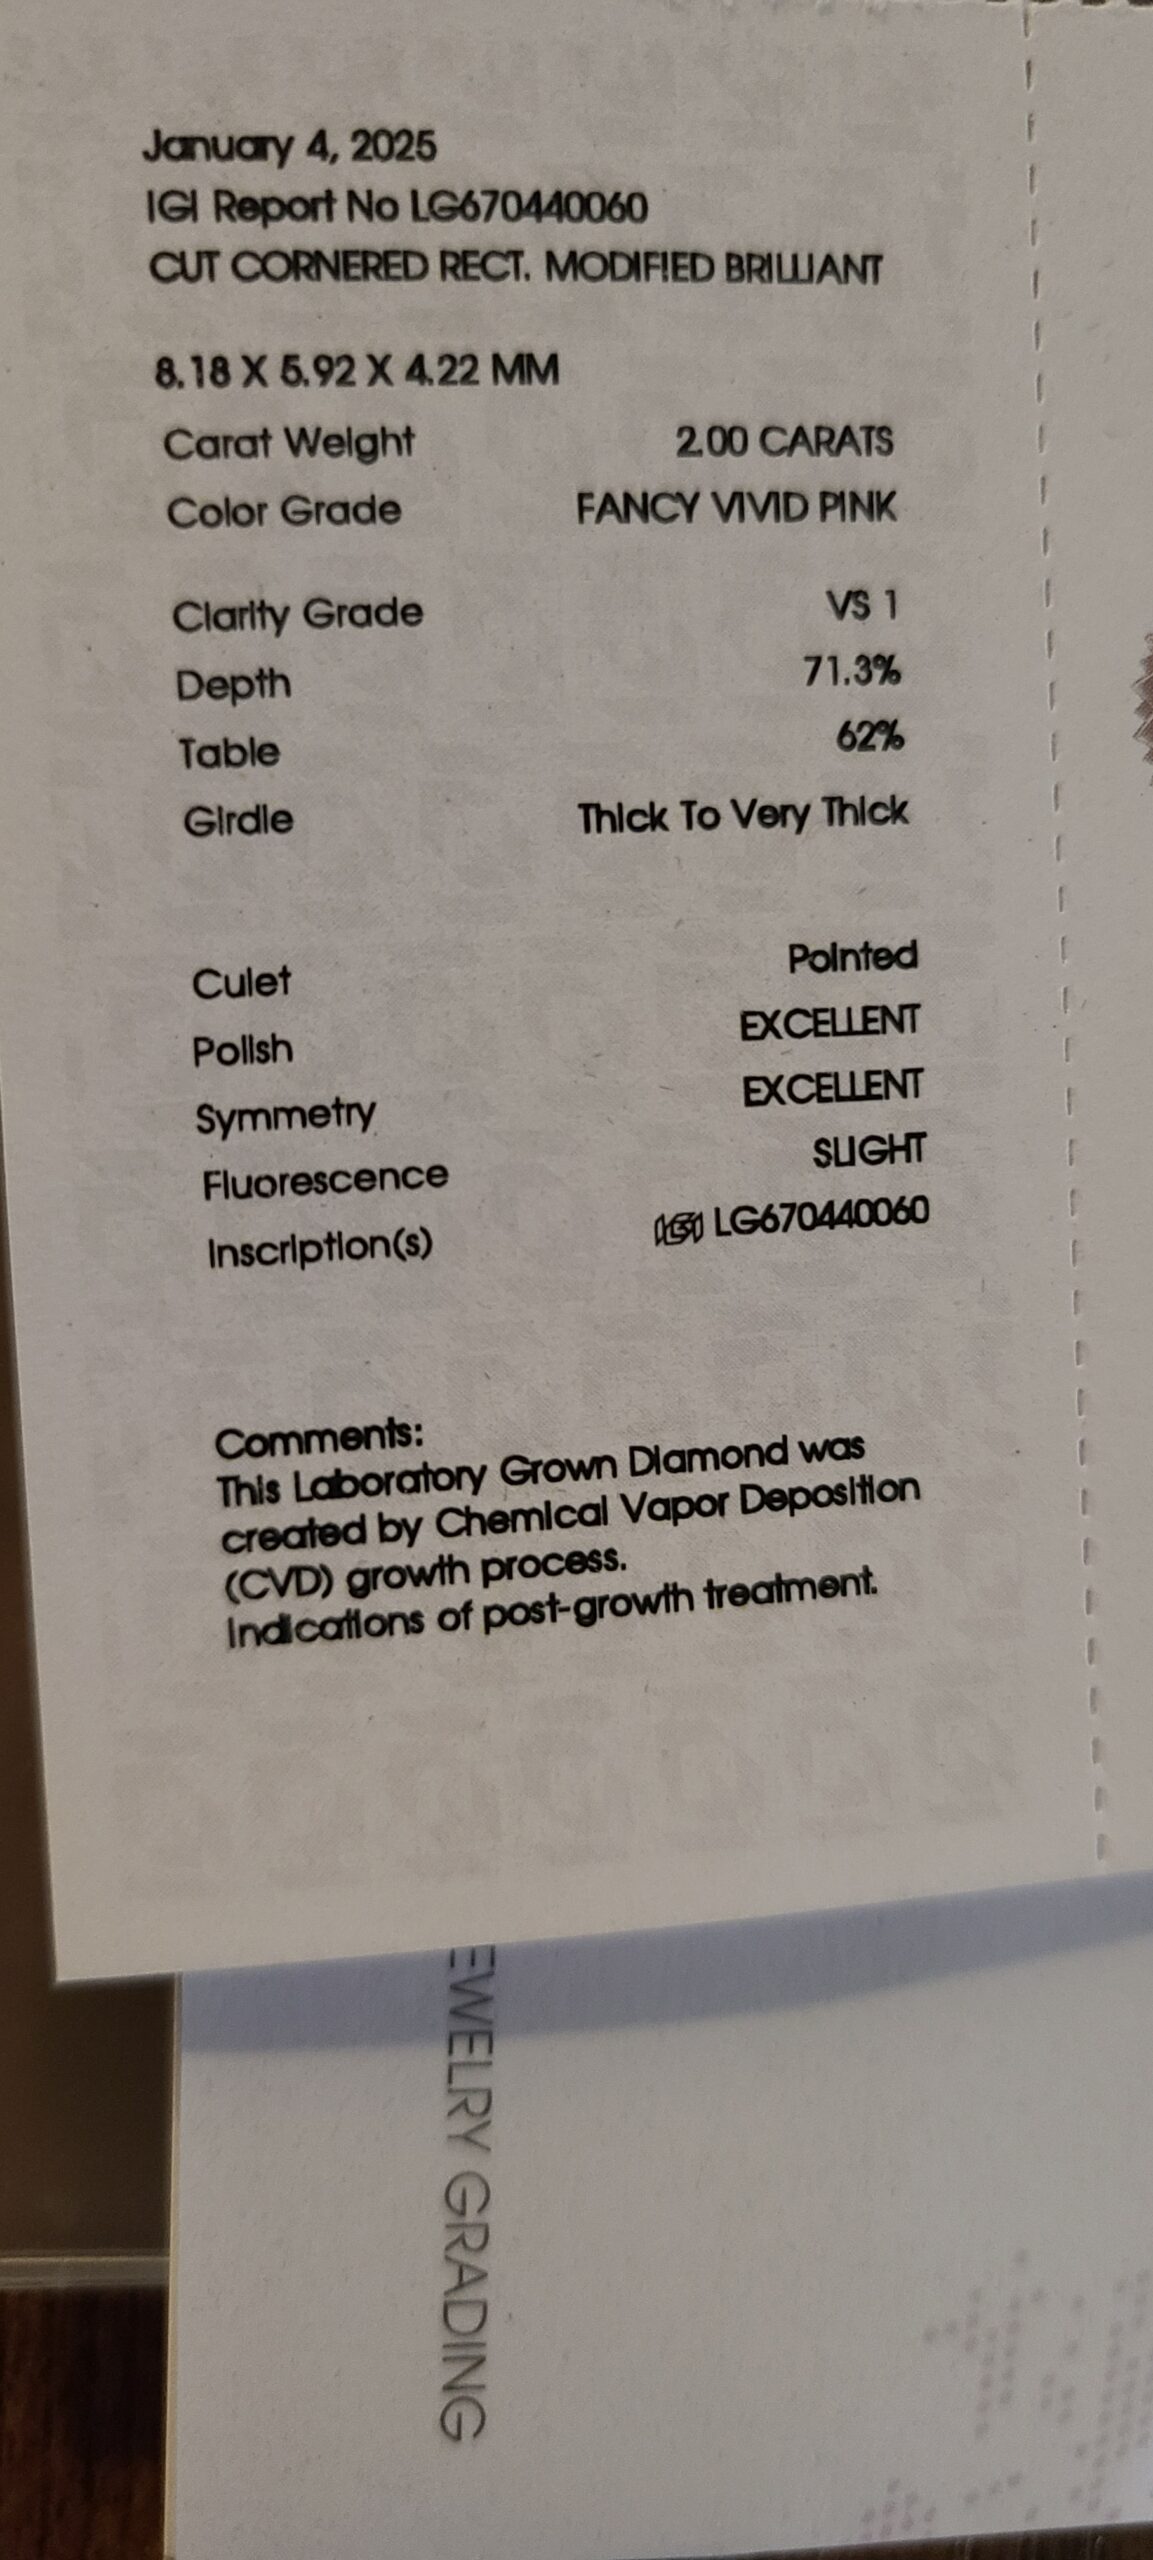 January 4, 2025
IGI Report No LG670440060
CUT CORNERED RECT. MODIFIED BRILLIANT
8.18 X 5.92 X 4.22 MM
Carat Weight 2.00 CARATS
Color Grade FANCY VIVID PINK
Clarity Grade VS 1
Depth 71.3%
Table 62%
Girdle Thick To Very Thick
Culet Pointed
Polish EXCELLENT
Symmetry EXCELLENT
Fluorescence SLIGHT
Inscription(s) IGI LG670440060
Comments:
This Laboratory Grown Diamond was
created by Chemical Vapor Deposition
(CVD) growth process.
Indications of post-growth treatment.
EWELRY GRADING